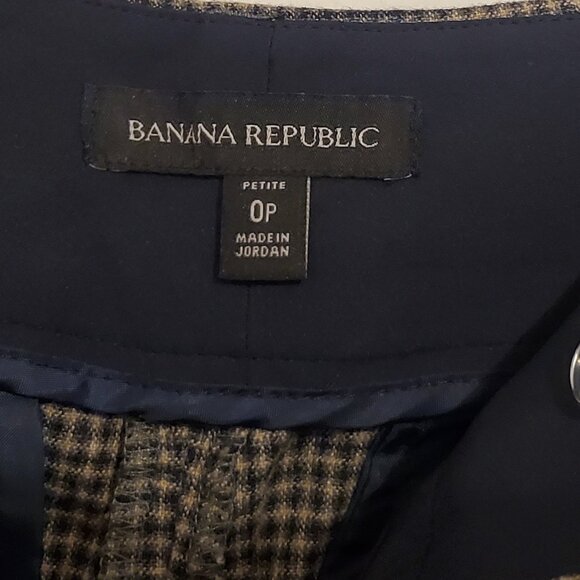 BANANA REPUBLIC
PETITE
0P
MADE IN
JORDAN